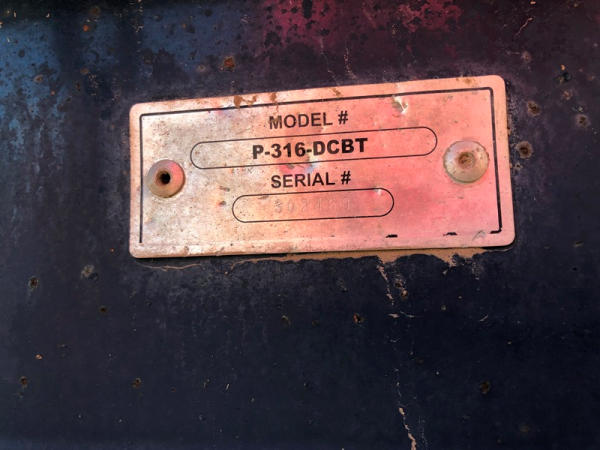 MODEL #
P-316-DCBT
SERIAL #